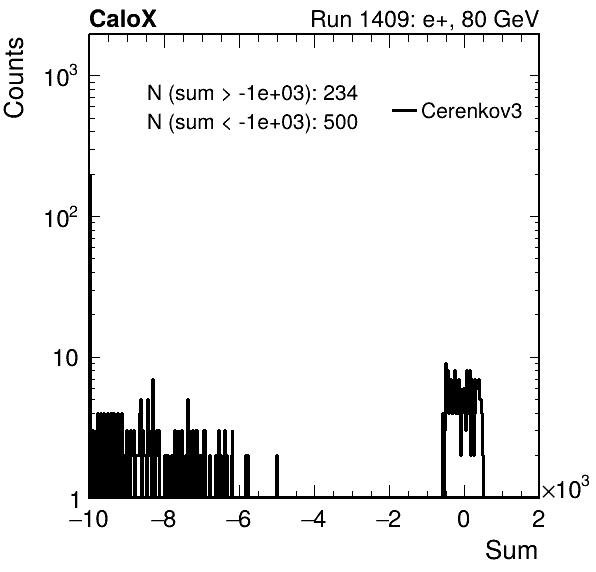 CaloX Run 1409: e+, 80 GeV
Counts
N (sum > -1e+03): 234
N (sum < -1e+03): 500
Cerenkov3
10³
10²
10
1
−10 −8 −6 −4 −2 0 2
×10³
Sum